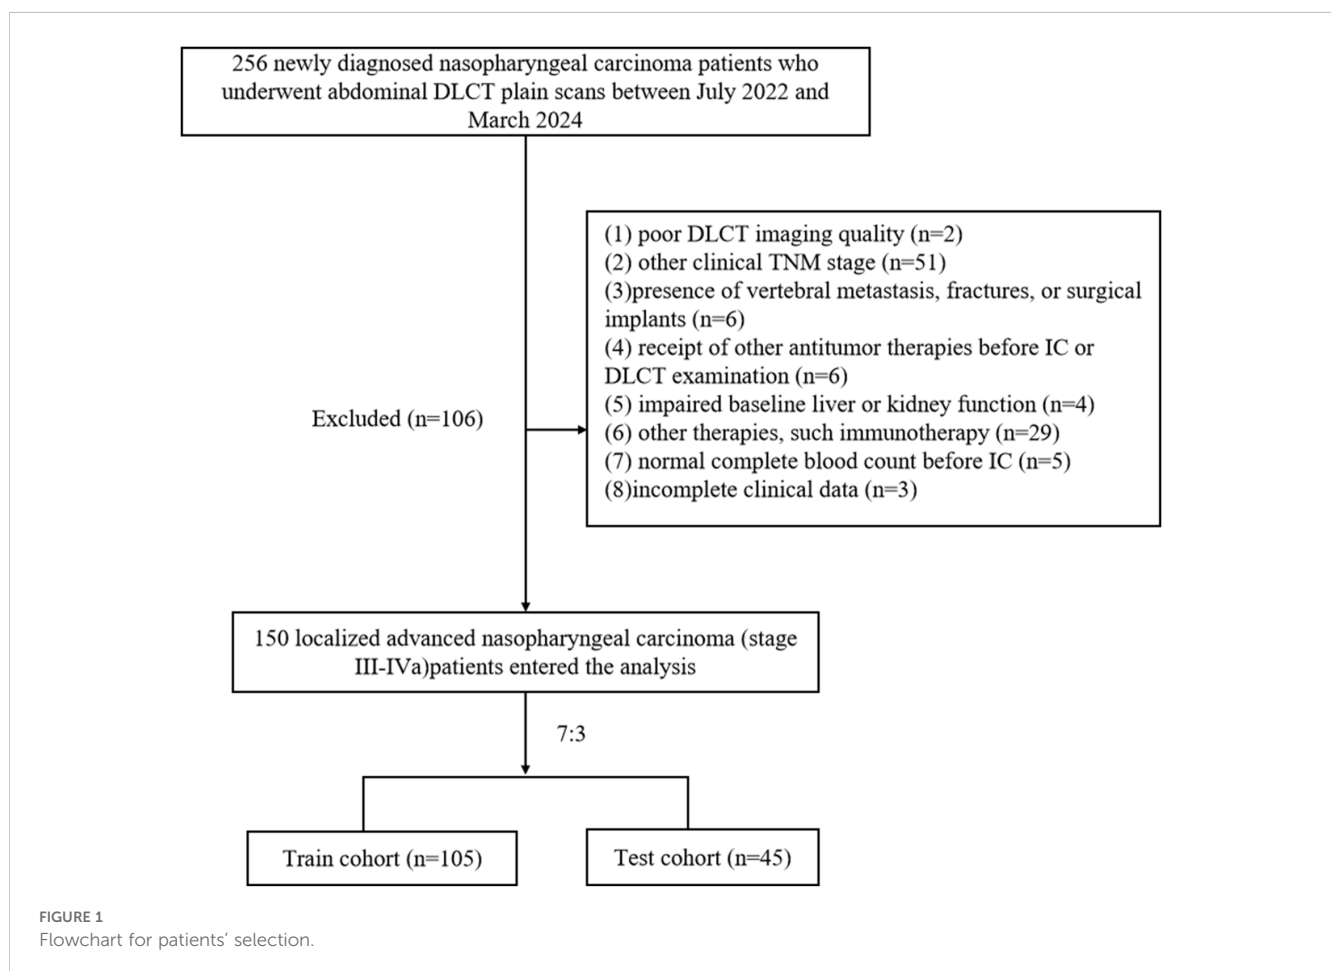 256 newly diagnosed nasopharyngeal carcinoma patients who
underwent abdominal DLCT plain scans between July 2022 and
March 2024
(1) poor DLCT imaging quality (n=2)
(2) other clinical TNM stage (n=51)
(3)presence of vertebral metastasis, fractures, or surgical
implants (n=6)
(4) receipt of other antitumor therapies before IC or
DLCT examination (n=6)
(5) impaired baseline liver or kidney function (n=4)
(6) other therapies, such immunotherapy (n=29)
(7) normal complete blood count before IC (n=5)
(8)incomplete clinical data (n=3)
Excluded (n=106)
150 localized advanced nasopharyngeal carcinoma (stage
III-IVa)patients entered the analysis
7:3
Train cohort (n=105)
Test cohort (n=45)
FIGURE 1
Flowchart for patients’ selection.